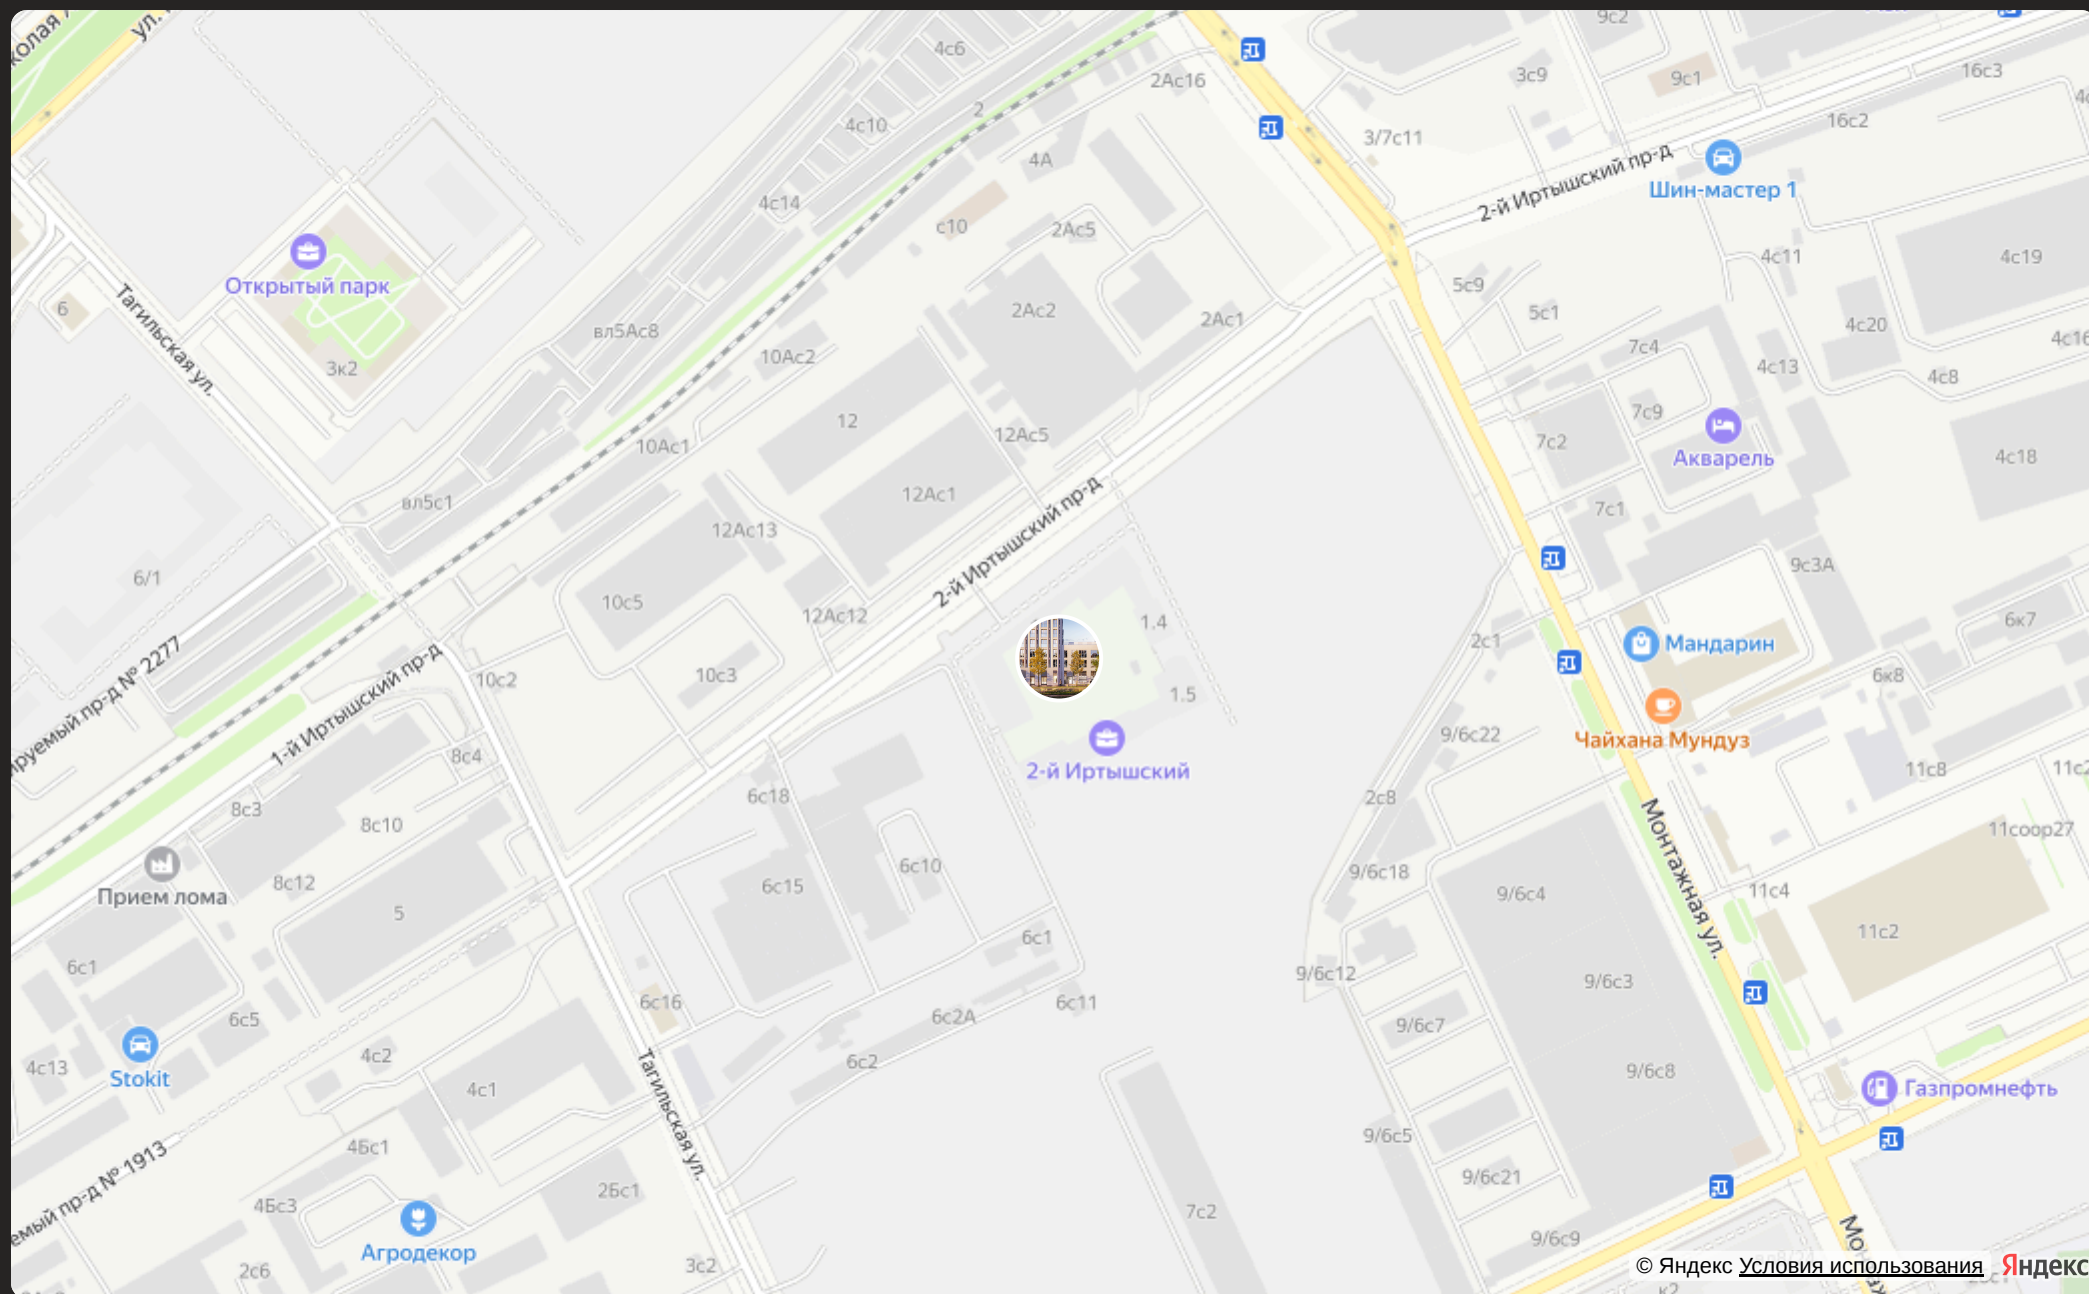 4с6
9с2
3с9
9с1
16с3
2Ас16
2
4с10
3/7с11
16с2
4А
2-й Иртышский пр-д
Шин-мастер 1
4с14
с10
2Ас5
Открытый парк
4с11
4с19
6
Тагильская ул.
5с9
5с1
2Ас2
2Ас1
вл5Ас8
4с20
3к2
10Ас2
7с4
4с13
4с8
4с16
12
7с9
12Ас5
10Ас1
7с2
Акварель
4с18
вл5с1
12Ас1
7с1
12Ас13
2-й Иртышский пр-д
6/1
9с3А
10с5
12Ас12
1.4
6к7
2с1
Мандарин
10с3
10с2
1.5
6к8
1-й Иртышский пр-д
пр-д № 2277
Чайхана Мундуз
9/6с22
8с4
2-й Иртышский
11с8
6с18
2с8
8с3
8с10
Монтажная ул.
11соор27
6с10
9/6с18
6с15
8с12
Прием лома
9/6с4
11с4
5
11с2
6с1
6с1
9/6с12
9/6с3
6с16
6с11
6с2А
6с5
9/6с7
4с2
6с2
4с13
Stokit
9/6с8
4с1
Газпромнефть
Тагильская ул.
9/6с5
4Бс1
пр-д № 1913
9/6с21
2Бс1
4Бс3
7с2
Агродекор
9/6с9
3с2
2с6
© Яндекс Условия использования
Яндекс